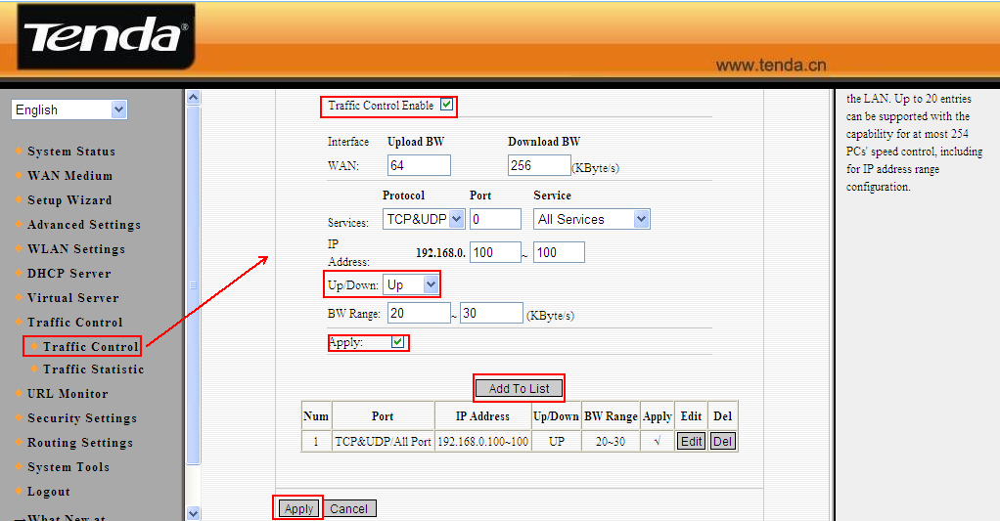 Tenda®
www.tenda.cn
English
System Status
WAN Medium
Setup Wizard
Advanced Settings
WLAN Settings
DHCP Server
Virtual Server
Traffic Control
Traffic Control
Traffic Statistic
URL Monitor
Security Settings
Routing Settings
System Tools
Logout
What New at
Traffic Control Enable
Interface Upload BW Download BW
WAN: 64 256 (KByte/s)
Protocol Port Service
Services: TCP&UDP 0 All Services
IP
Address: 192.168.0. 100 ~ 100
Up/Down: Up
BW Range: 20 ~ 30 (KByte/s)
Apply:
Add To List
Num Port IP Address Up/Down BW Range Apply Edit Del
1 TCP&UDP/All Port 192.168.0.100~100 UP 20~30 √ Edit Del
Apply Cancel
the LAN. Up to 20 entries
can be supported with the
capability for at most 254
PCs' speed control, including
for IP address range
configuration.